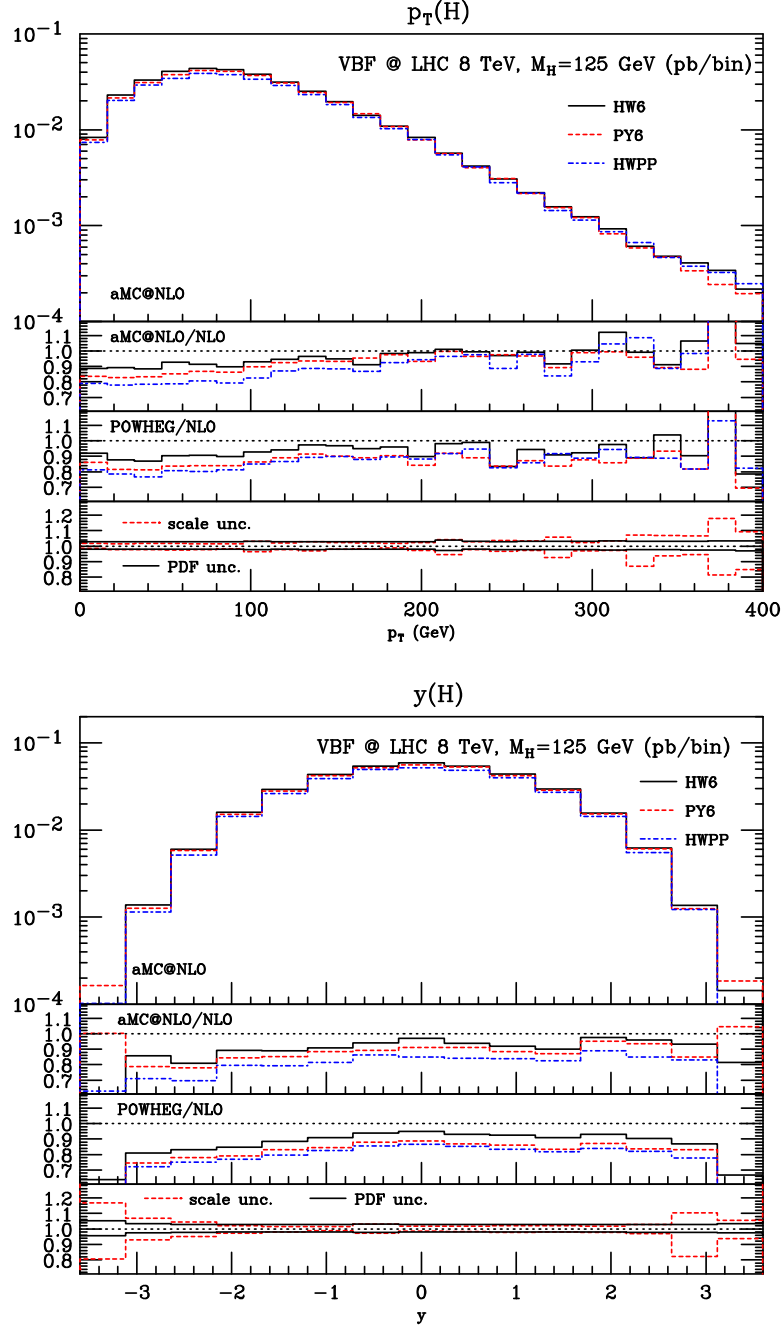 p_T(H)
10^−1
VBF @ LHC 8 TeV, M_H=125 GeV (pb/bin)
HW6
10^−2
PY6
HWPP
10^−3
aMC@NLO
10^−4
1.1
aMC@NLO/NLO
1.0
0.9
0.8
0.7
1.1
POWHEG/NLO
1.0
0.9
0.8
0.7
1.2
scale unc.
1.1
1.0
0.9
PDF unc.
0.8
0 100 200 300 400
p_T (GeV)
y(H)
10^−1
VBF @ LHC 8 TeV, M_H=125 GeV (pb/bin)
HW6
PY6
10^−2
HWPP
10^−3
aMC@NLO
10^−4
1.1
aMC@NLO/NLO
1.0
0.9
0.8
0.7
1.1
POWHEG/NLO
1.0
0.9
0.8
0.7
1.2
scale unc. PDF unc.
1.1
1.0
0.9
0.8
−3 −2 −1 0 1 2 3
y